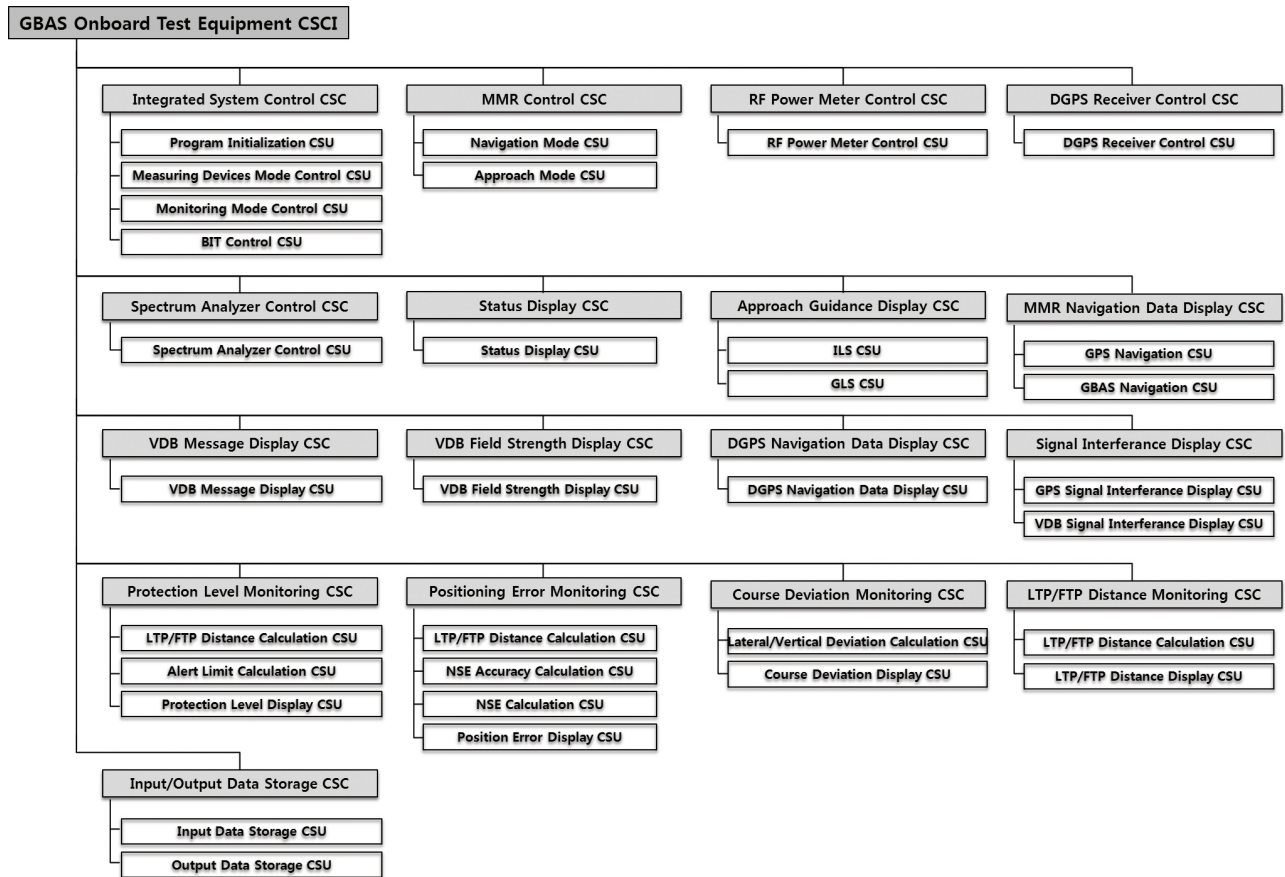 GBAS Onboard Test Equipment CSCI
Integrated System Control CSC
Program Initialization CSU
Measuring Devices Mode Control CSU
Monitoring Mode Control CSU
BIT Control CSU
MMR Control CSC
Navigation Mode CSU
Approach Mode CSU
RF Power Meter Control CSC
RF Power Meter Control CSU
DGPS Receiver Control CSC
DGPS Receiver Control CSU
Spectrum Analyzer Control CSC
Spectrum Analyzer Control CSU
Status Display CSC
Status Display CSU
Approach Guidance Display CSC
ILS CSU
GLS CSU
MMR Navigation Data Display CSC
GPS Navigation CSU
GBAS Navigation CSU
VDB Message Display CSC
VDB Message Display CSU
VDB Field Strength Display CSC
VDB Field Strength Display CSU
DGPS Navigation Data Display CSC
DGPS Navigation Data Display CSU
Signal Interferance Display CSC
GPS Signal Interferance Display CSU
VDB Signal Interferance Display CSU
Protection Level Monitoring CSC
LTP/FTP Distance Calculation CSU
Alert Limit Calculation CSU
Protection Level Display CSU
Positioning Error Monitoring CSC
LTP/FTP Distance Calculation CSU
NSE Accuracy Calculation CSU
NSE Calculation CSU
Position Error Display CSU
Course Deviation Monitoring CSC
Lateral/Vertical Deviation Calculation CSU
Course Deviation Display CSU
LTP/FTP Distance Monitoring CSC
LTP/FTP Distance Calculation CSU
LTP/FTP Distance Display CSU
Input/Output Data Storage CSC
Input Data Storage CSU
Output Data Storage CSU